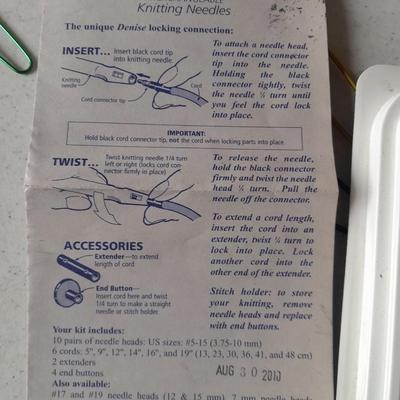 Knitting Needles
The unique Denise locking connection:
INSERT... Insert black cord tip
into knitting needle.
Knitting
needle
Cord
Cord connector tip
To attach a needle head,
insert the cord connector
tip into the needle.
Holding the black
connector tightly, twist
the needle ¼ turn until
you feel the cord lock
into place.
IMPORTANT:
Hold black cord connector tip, not the cord when locking parts into place.
TWIST... Twist knitting needle 1/4 turn
left or right (locks cord con-
nector firmly in place)
To release the needle,
hold the black connector
firmly and twist the needle
head ¼ turn. Pull the
needle off the connector.
To extend a cord length,
insert the cord into an
extender, twist ¼ turn to
lock into place. Lock
another cord into the
other end of the extender.
Stitch holder: to store
your knitting, remove
needle heads and replace
with end buttons.
ACCESSORIES
Extender—to extend
length of cord
End Button—
Insert cord here and twist
1/4 turn to make a straight
needle or stitch holder
Your kit includes:
10 pairs of needle heads: US sizes: #5-15 (3.75-10 mm)
6 cords: 5", 9", 12", 14", 16", and 19" (13, 23, 30, 36, 41, and 48 cm)
2 extenders
4 end buttons
AUG 30 2010
Also available:
#17 and #19 needle heads (12 & 15 mm), 7 mm needle heads